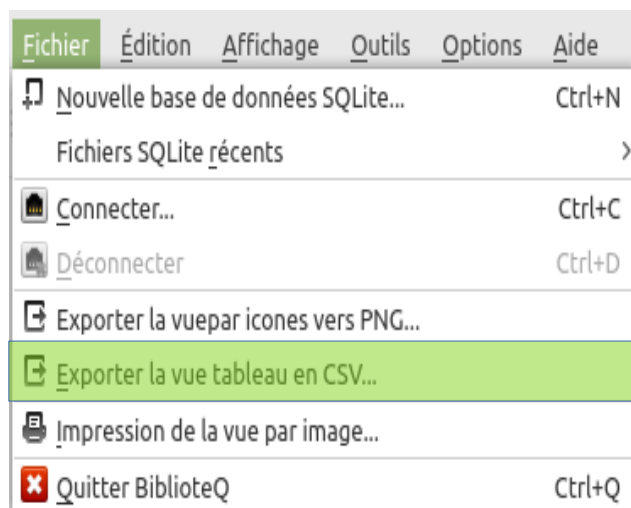 Fichier Édition Affichage Outils Options Aide
Nouvelle base de données SQLite... Ctrl+N
Fichiers SQLite récents
Connecter... Ctrl+C
Déconnecter Ctrl+D
Exporter la vuepar icones vers PNG...
Exporter la vue tableau en CSV...
Impression de la vue par image...
Quitter BiblioteQ Ctrl+Q